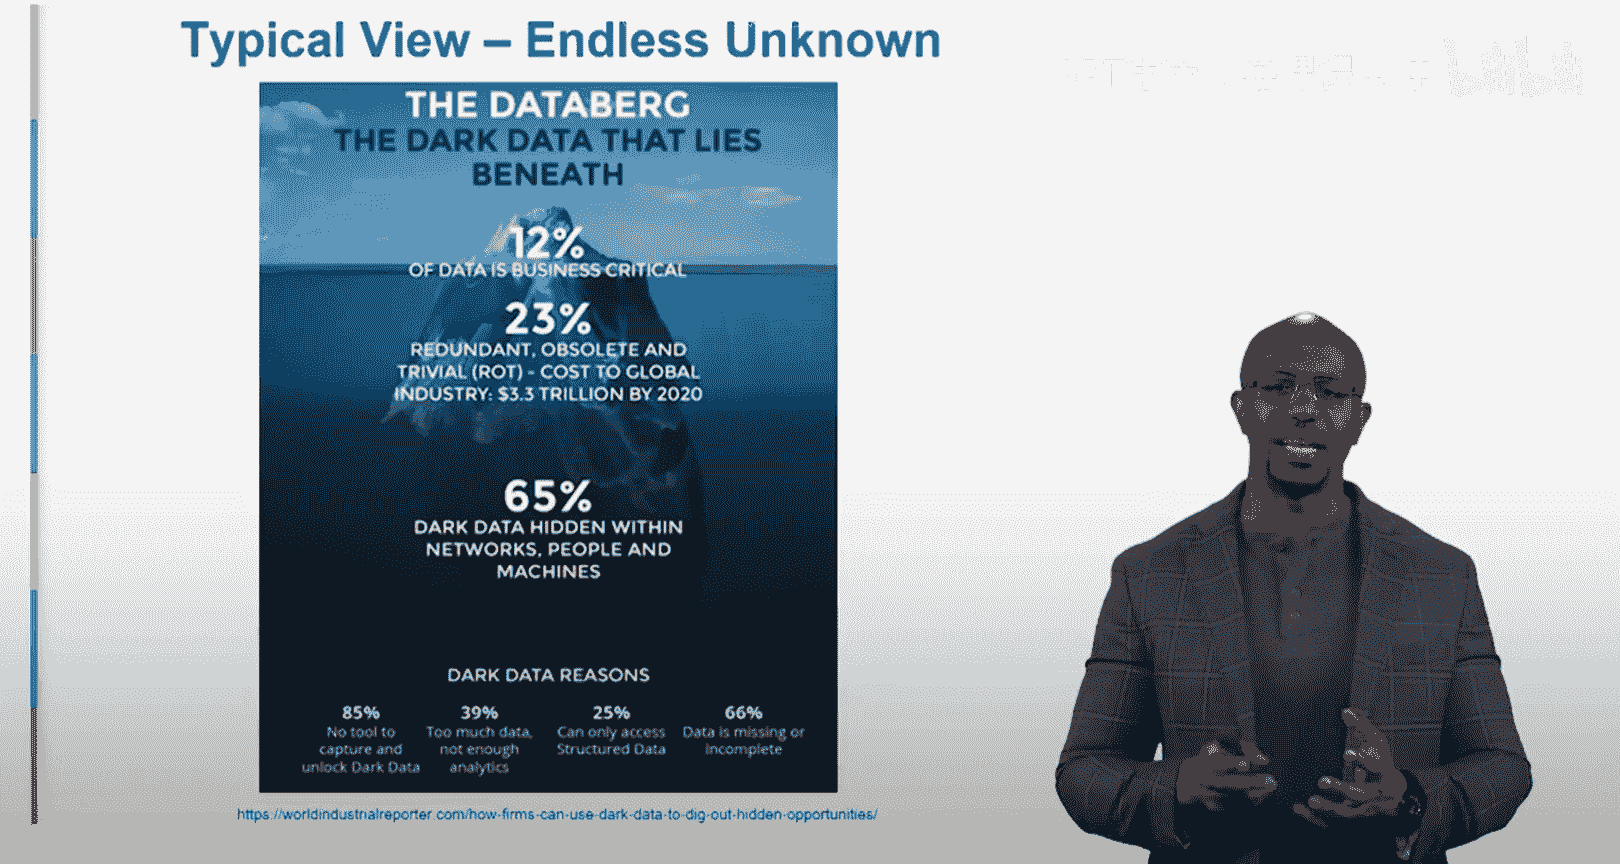 Typical View – Endless Unknown
THE DATABERG
THE DARK DATA THAT LIES
BENEATH
12%
OF DATA IS BUSINESS CRITICAL
23%
REDUNDANT, OBSOLETE AND
TRIVIAL (ROT) - COST TO GLOBAL
INDUSTRY: $3.3 TRILLION BY 2020
65%
DARK DATA HIDDEN WITHIN
NETWORKS, PEOPLE AND
MACHINES
DARK DATA REASONS
85%
No tool to
capture and
unlock Dark Data
39%
Too much data,
not enough
analytics
25%
Can only access
Structured Data
66%
Data is missing or
Incomplete
https://worldindustrialreporter.com/how-firms-can-use-dark-data-to-dig-out-hidden-opportunities/